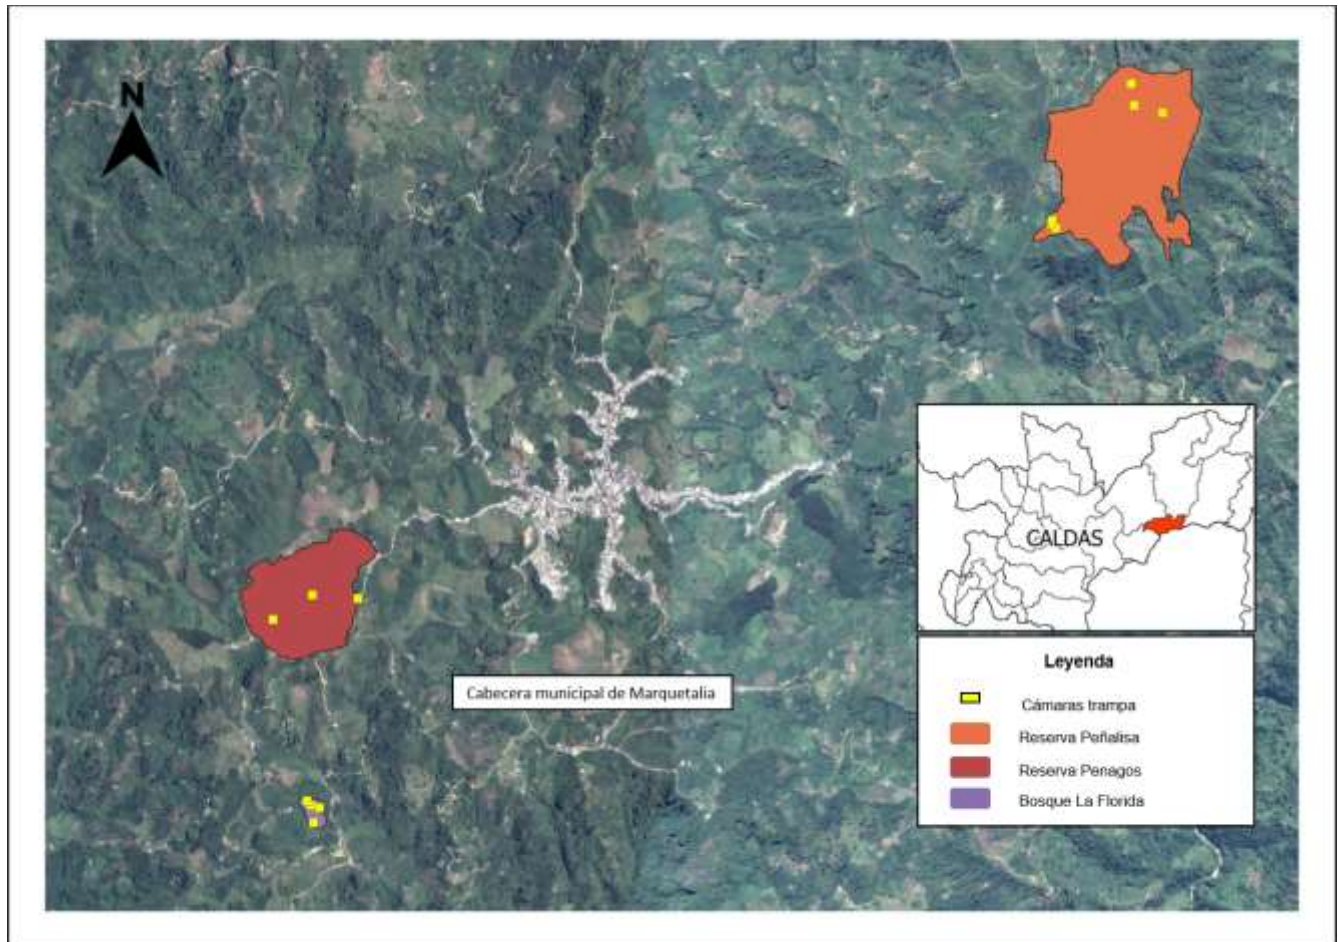 N
CALDAS
Cabecera municipal de Marquetalia
Leyenda
Cámaras trampa
Reserva Peñalisa
Reserva Penagos
Bosque La Florida